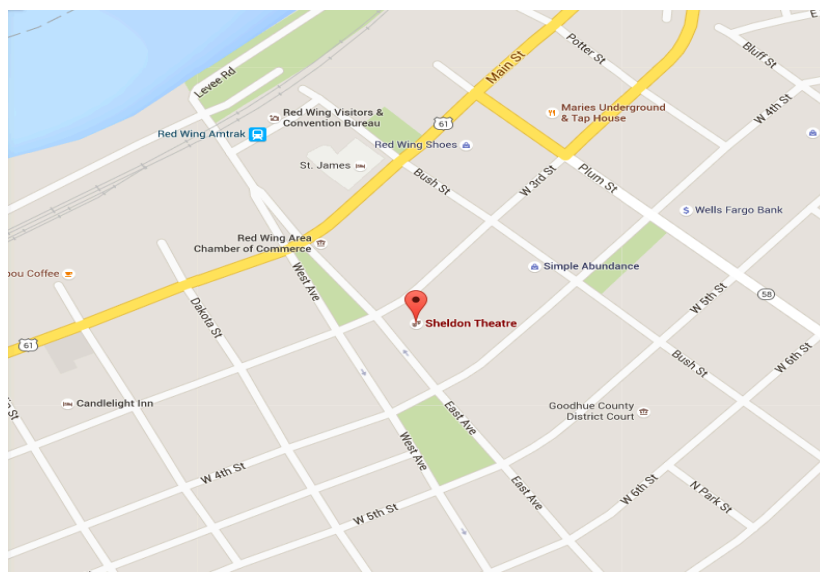 Potter St
Bluff St
E
Levee Rd
Main St
W 4th St
Red Wing Visitors &
Convention Bureau
Maries Underground
& Tap House
61
Red Wing Amtrak
Red Wing Shoes
St. James
Bush St
W 3rd St
Plum St
Wells Fargo Bank
$
Red Wing Area
Chamber of Commerce
West Ave
Simple Abundance
bou Coffee
Dakota St
58
W 5th St
Sheldon Theatre
61
Bush St
W 6th St
Candlelight Inn
East Ave
Goodhue County
District Court
West Ave
W 4th St
W 5th St
East Ave
W 6th St
N Park St
St